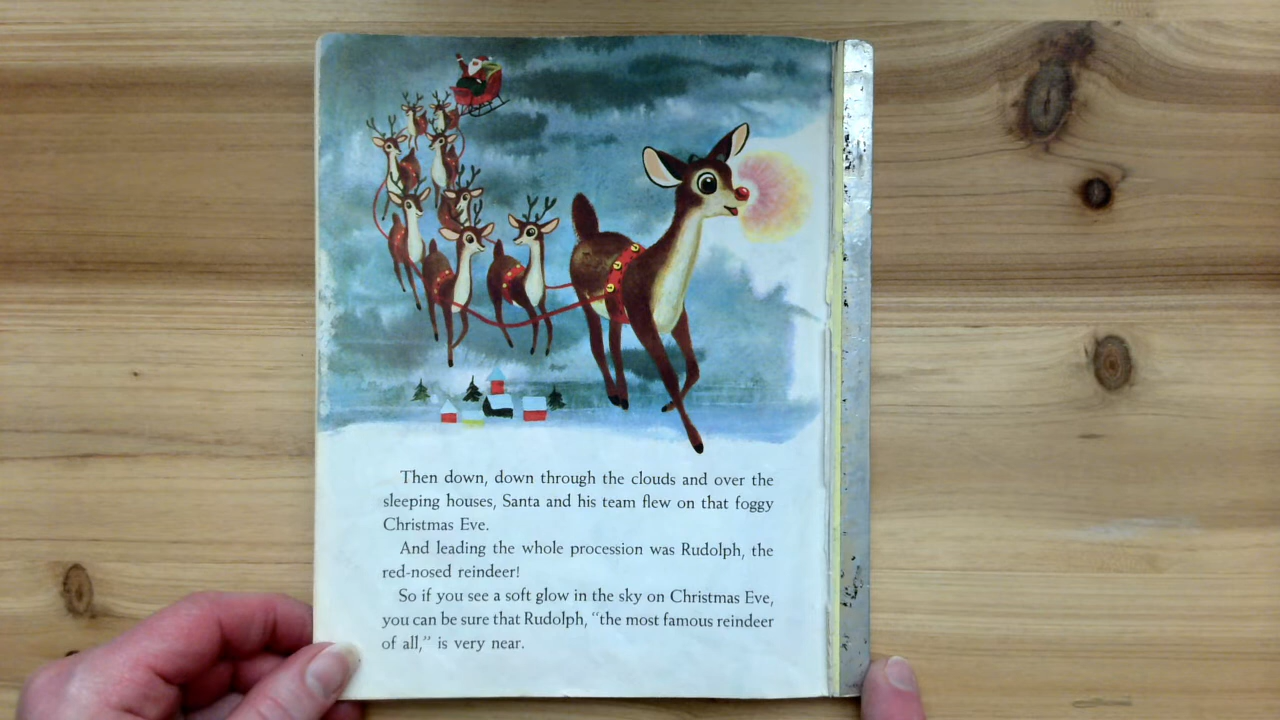 Then down, down through the clouds and over the
sleeping houses, Santa and his team flew on that foggy
Christmas Eve.
And leading the whole procession was Rudolph, the
red-nosed reindeer!
So if you see a soft glow in the sky on Christmas Eve,
you can be sure that Rudolph, “the most famous reindeer
of all,” is very near.